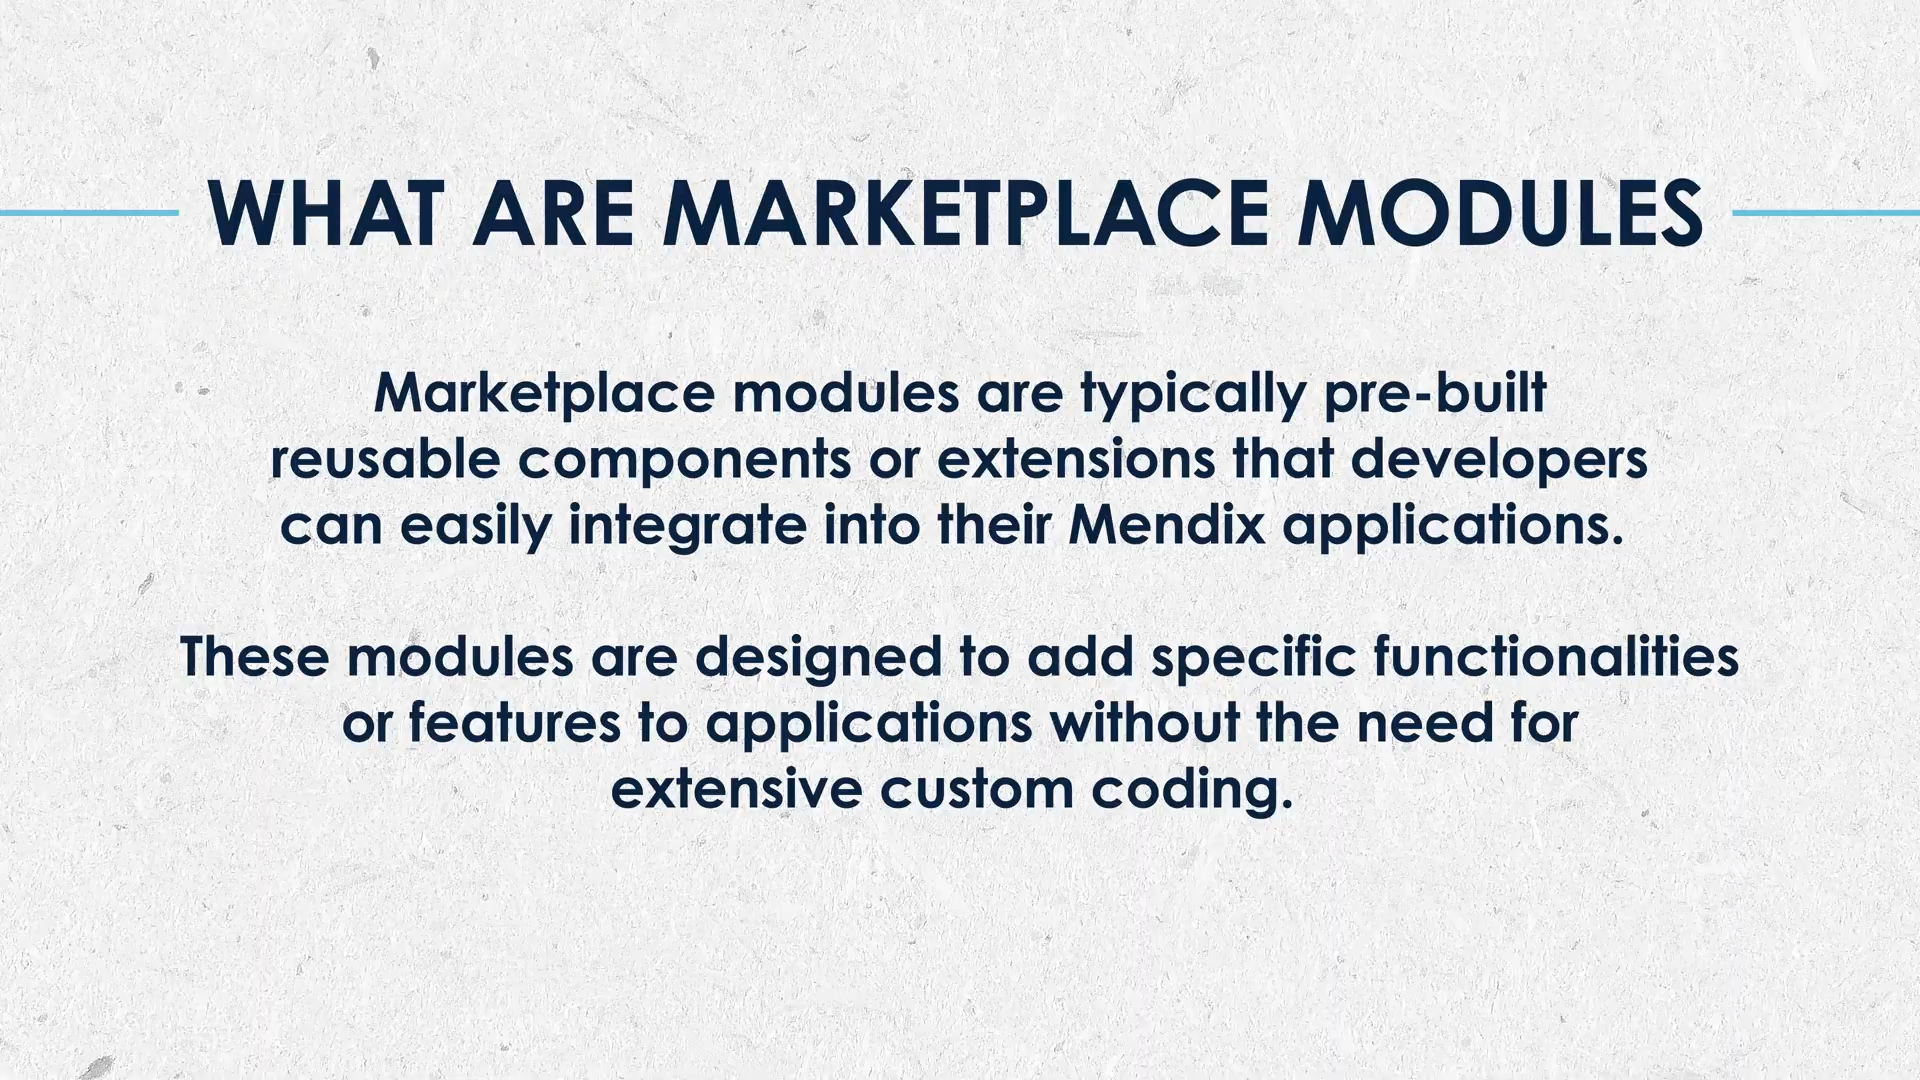 WHAT ARE MARKETPLACE MODULES
Marketplace modules are typically pre-built
reusable components or extensions that developers
can easily integrate into their Mendix applications.
These modules are designed to add specific functionalities
or features to applications without the need for
extensive custom coding.